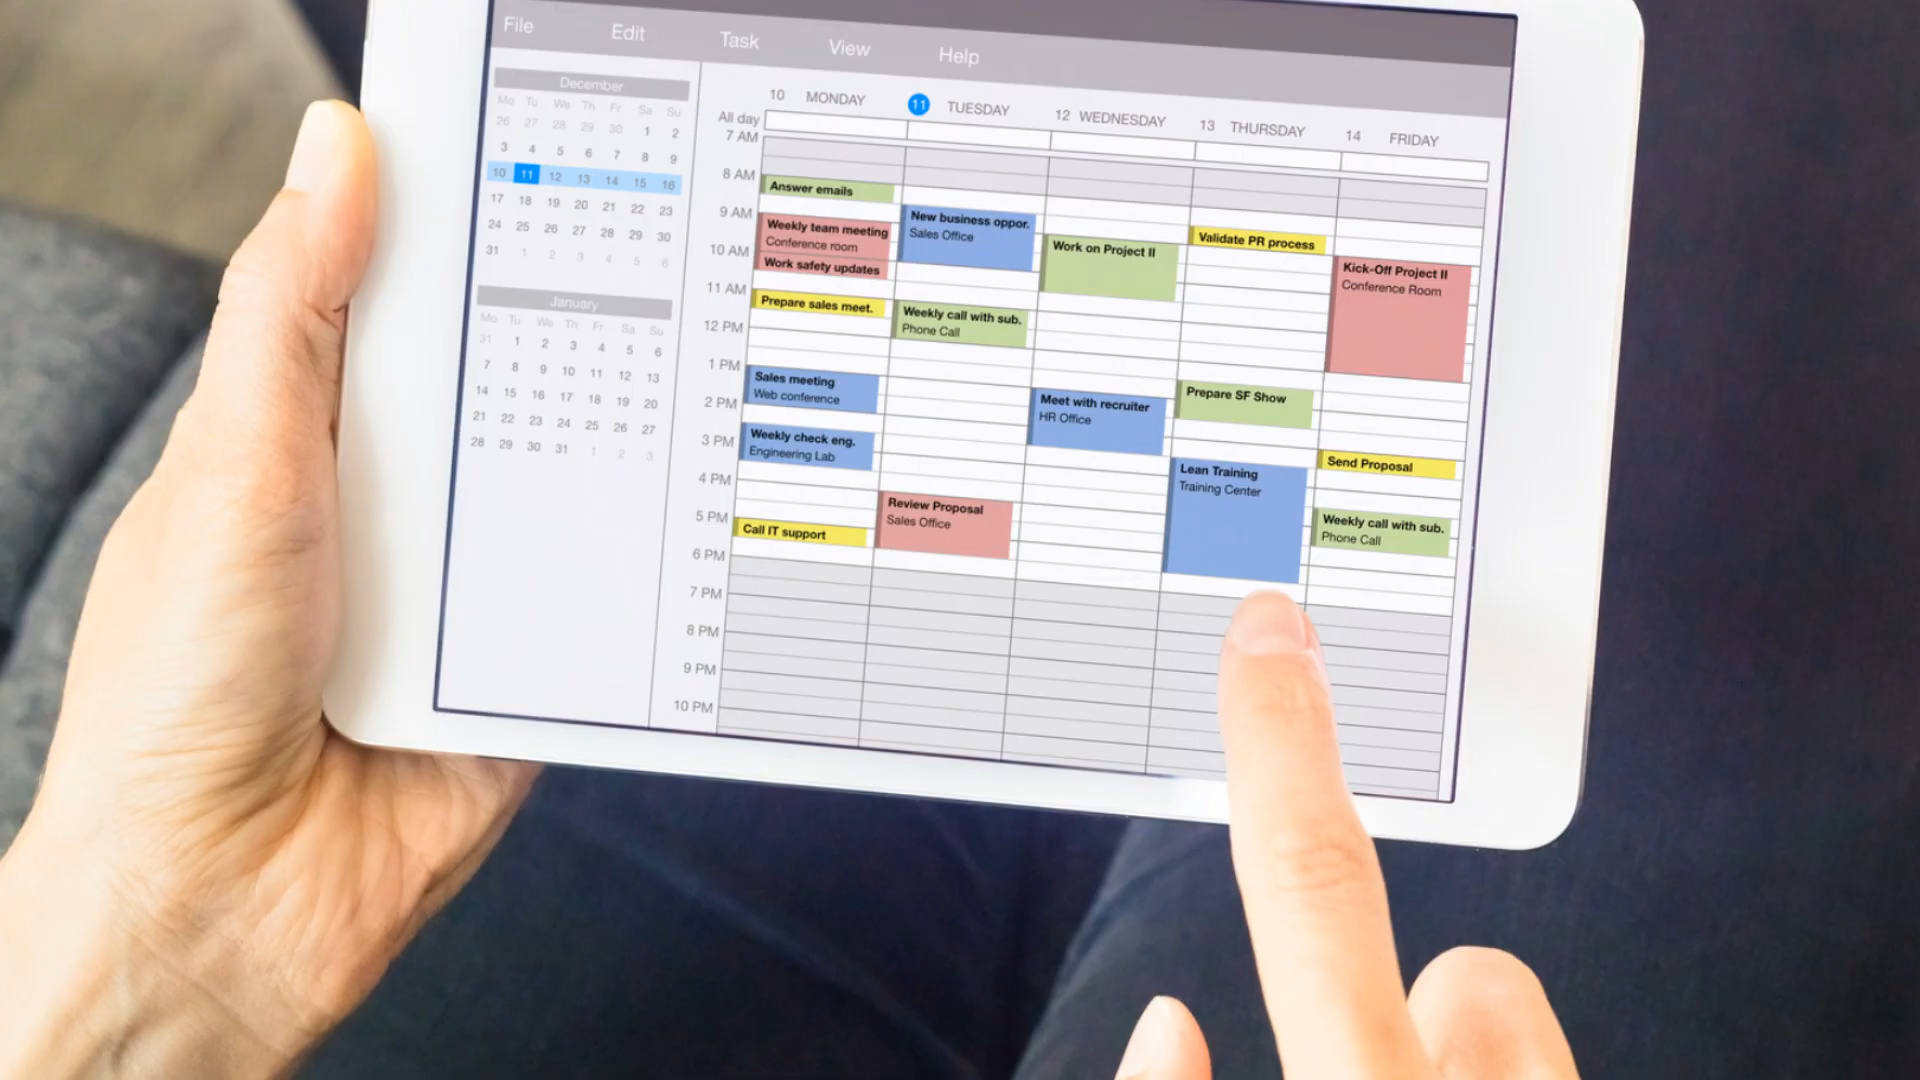 File Edit Task View Help
December
Mo Tu We Th Fr Sa Su
26 27 28 29 30 1 2
3 4 5 6 7 8 9
10 11 12 13 14 15 16
17 18 19 20 21 22 23
24 25 26 27 28 29 30
31 1 2 3 4 5 6
January
Mo Tu We Th Fr Sa Su
31 1 2 3 4 5 6
7 8 9 10 11 12 13
14 15 16 17 18 19 20
21 22 23 24 25 26 27
28 29 30 31 1 2 3
10 MONDAY 11 TUESDAY 12 WEDNESDAY 13 THURSDAY 14 FRIDAY
All day
7 AM
8 AM
9 AM
10 AM
11 AM
12 PM
1 PM
2 PM
3 PM
4 PM
5 PM
6 PM
7 PM
8 PM
9 PM
10 PM
Answer emails
Weekly team meeting
Conference room
Work safety updates
Prepare sales meet.
Sales meeting
Web conference
Weekly check eng.
Engineering Lab
Call IT support
New business oppor.
Sales Office
Weekly call with sub.
Phone Call
Review Proposal
Sales Office
Work on Project II
Meet with recruiter
HR Office
Validate PR process
Prepare SF Show
Lean Training
Training Center
Kick-Off Project II
Conference Room
Send Proposal
Weekly call with sub.
Phone Call